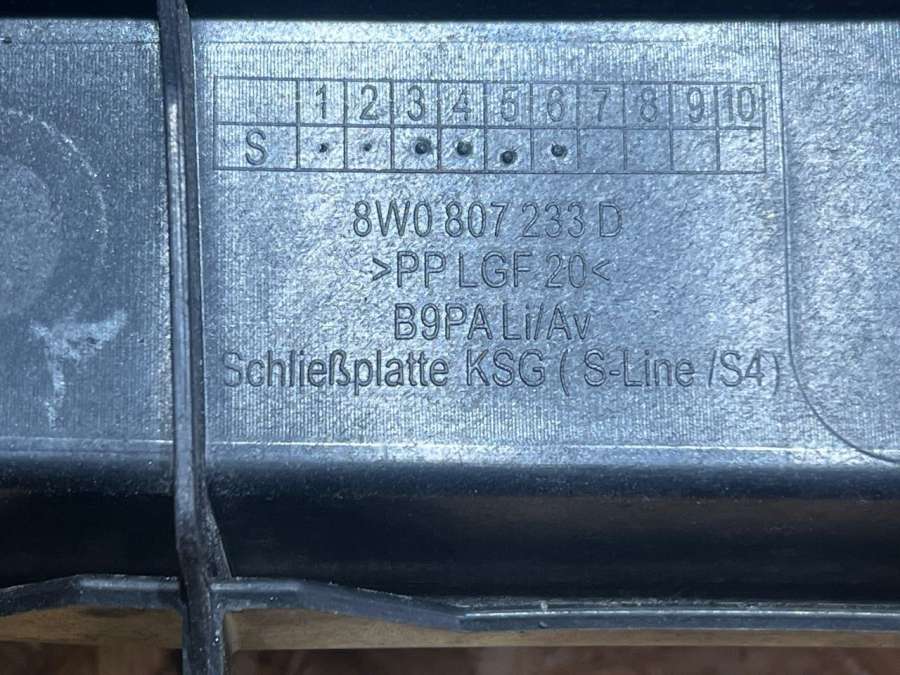 1 2 3 4 5 6 7 8 9 10
S
8W0 807 233 D
>PP LGF 20<
B9PA Li/Av
Schließplatte KSG ( S-Line /S4)